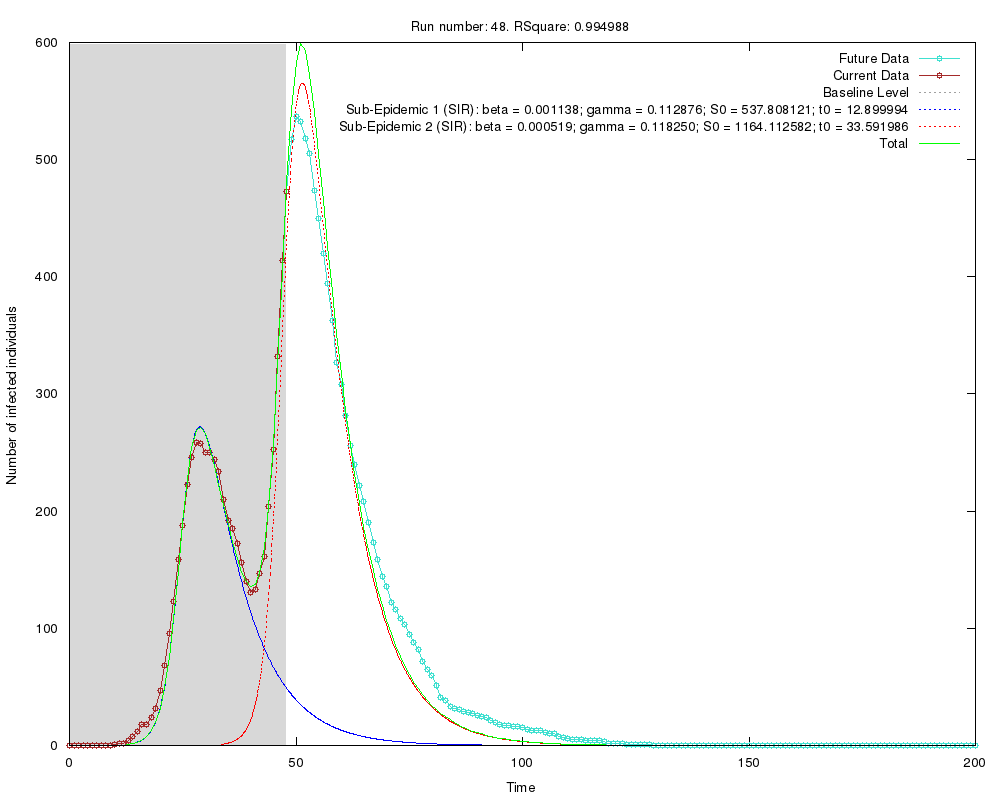 Run number: 48. RSquare: 0.994988
600
500
400
300
200
100
0
Number of infected individuals
Future Data
Current Data
Baseline Level
Sub-Epidemic 1 (SIR): beta = 0.001138; gamma = 0.112876; S0 = 537.808121; t0 = 12.899994
Sub-Epidemic 2 (SIR): beta = 0.000519; gamma = 0.118250; S0 = 1164.112582; t0 = 33.591986
Total
0 50 100 150 200
Time